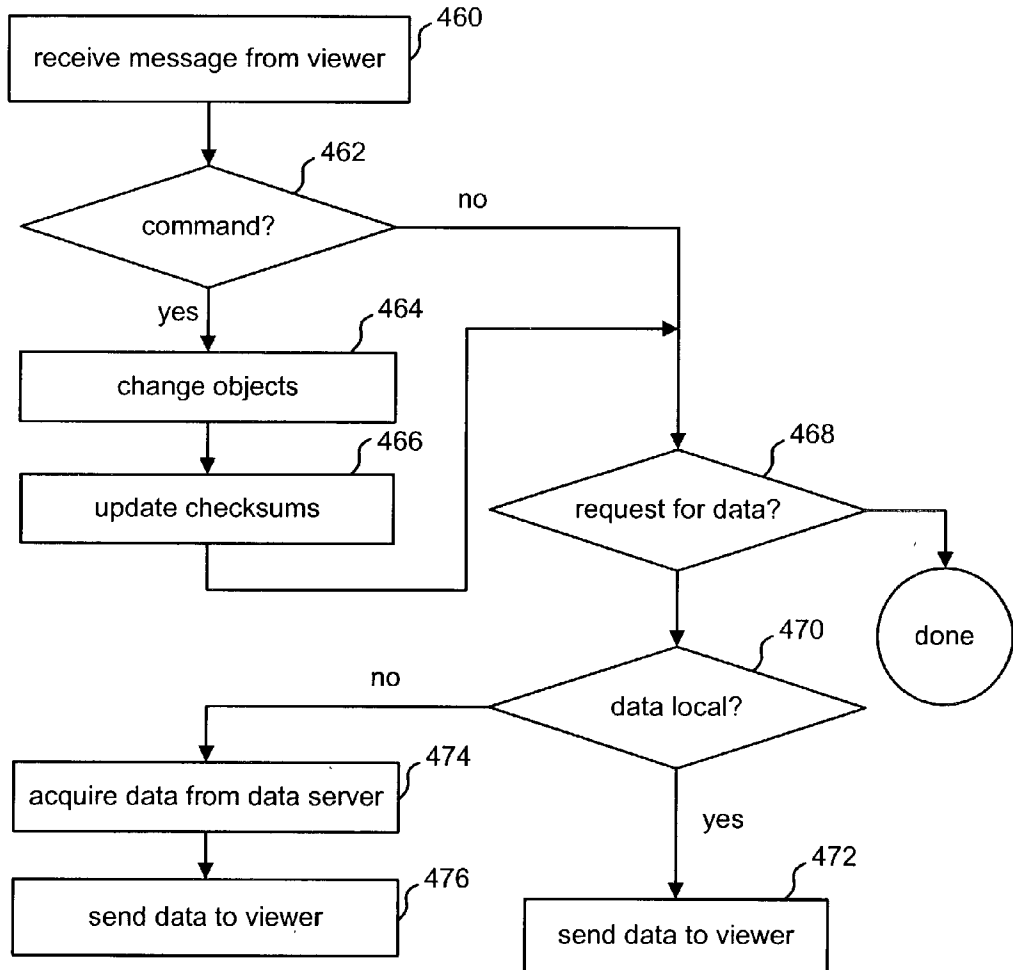 460
receive message from viewer
462
command?
no
yes
464
change objects
466
update checksums
468
request for data?
done
470
data local?
no
474
acquire data from data server
yes
476
send data to viewer
472
send data to viewer